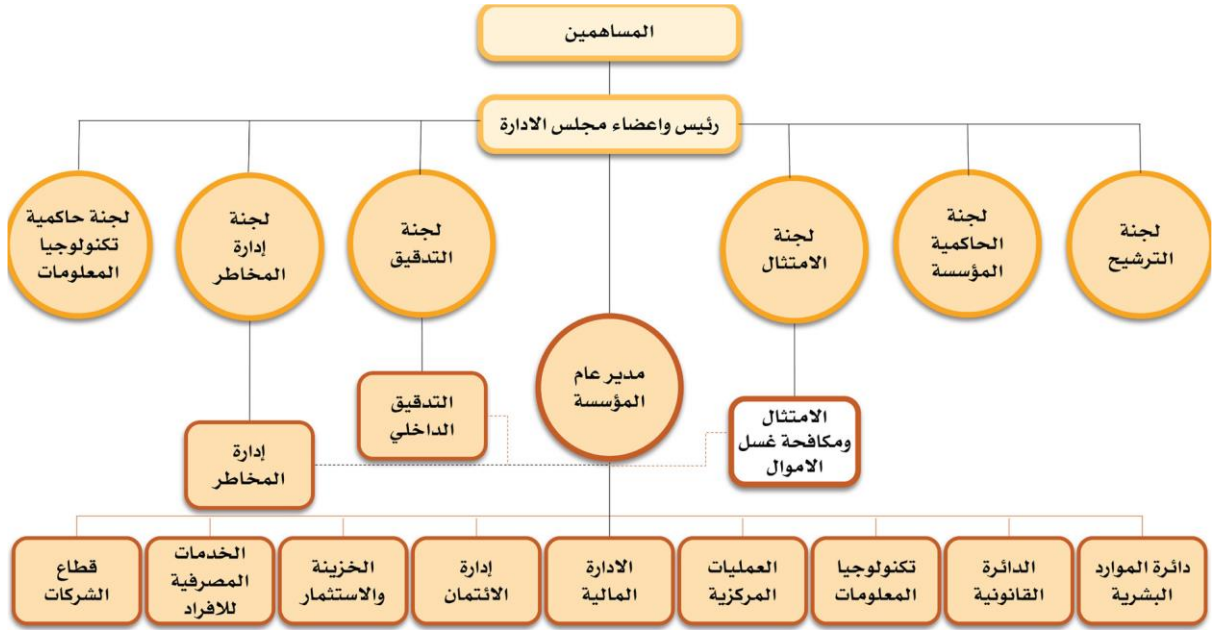 المساهمين
رئيس واعضاء مجلس الادارة
لجنة
الترشيح
لجنة
الحاكمية
المؤسسة
لجنة
الامتثال
لجنة
التدقيق
لجنة
إدارة
المخاطر
لجنة حاكمية
تكنولوجيا
المعلومات
مدير عام
المؤسسة
الامتثال
ومكافحة غسل
الاموال
التدقيق
الداخلي
إدارة
المخاطر
دائرة الموارد
البشرية
الدائرة
القانونية
تكنولوجيا
المعلومات
العمليات
المركزية
الادارة
المالية
إدارة
الائتمان
الخزينة
والاستثمار
الخدمات
المصرفية
للافراد
قطاع
الشركات